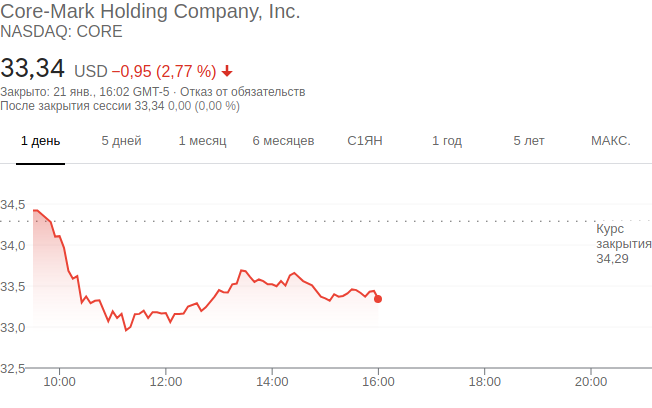 Core-Mark Holding Company, Inc.
NASDAQ: CORE
33,34 USD −0,95 (2,77 %)
Закрыто: 21 янв., 16:02 GMT-5 · Отказ от обязательств
После закрытия сессии 33,34 0,00 (0,00 %)
1 день 5 дней 1 месяц 6 месяцев С1ЯН 1 год 5 лет МАКС.
34,5
Курс
закрытия
34,29
34,0
33,5
33,0
32,5
10:00 12:00 14:00 16:00 18:00 20:00